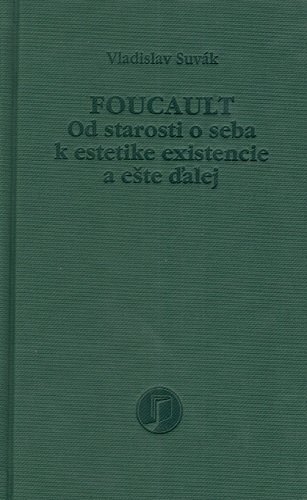 Vladislav Suvák
FOUCAULT
Od starosti o seba
k estetike existencie
a ešte ďalej